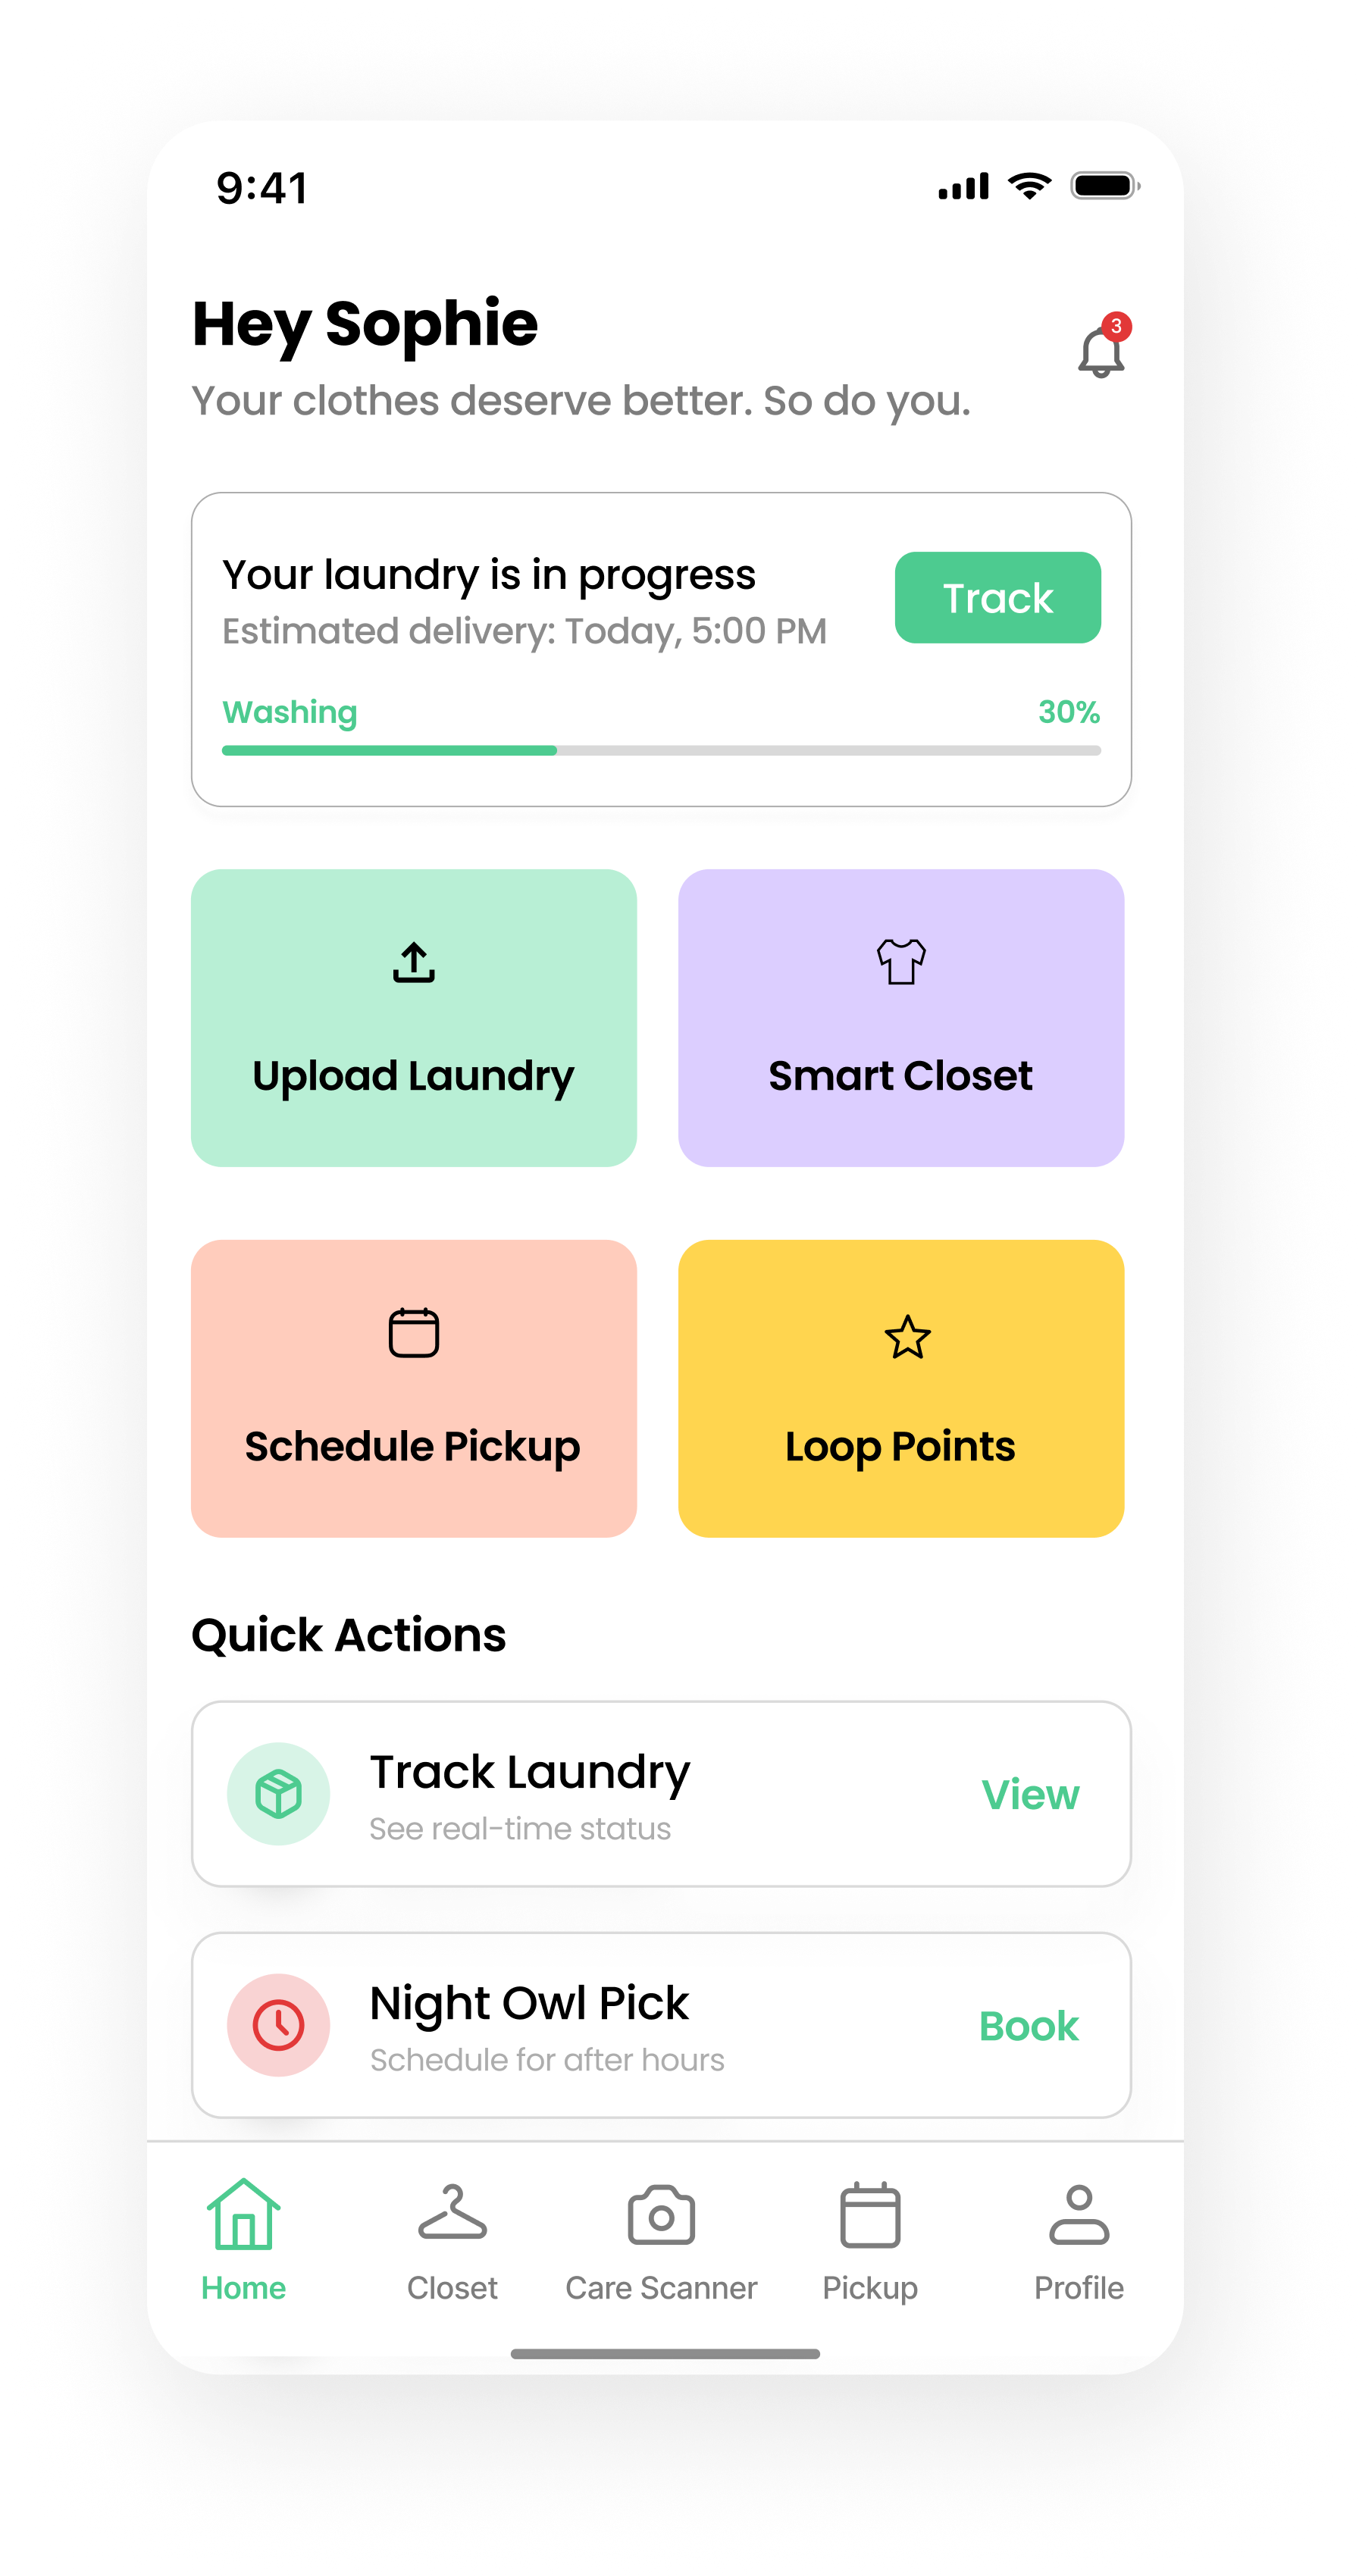 9:41
Hey Sophie
3
Your clothes deserve better. So do you.
Your laundry is in progress
Track
Estimated delivery: Today, 5:00 PM
Washing 30%
Upload Laundry
Smart Closet
Schedule Pickup
Loop Points
Quick Actions
Track Laundry
See real-time status
View
Night Owl Pick
Schedule for after hours
Book
Home
Closet
Care Scanner
Pickup
Profile